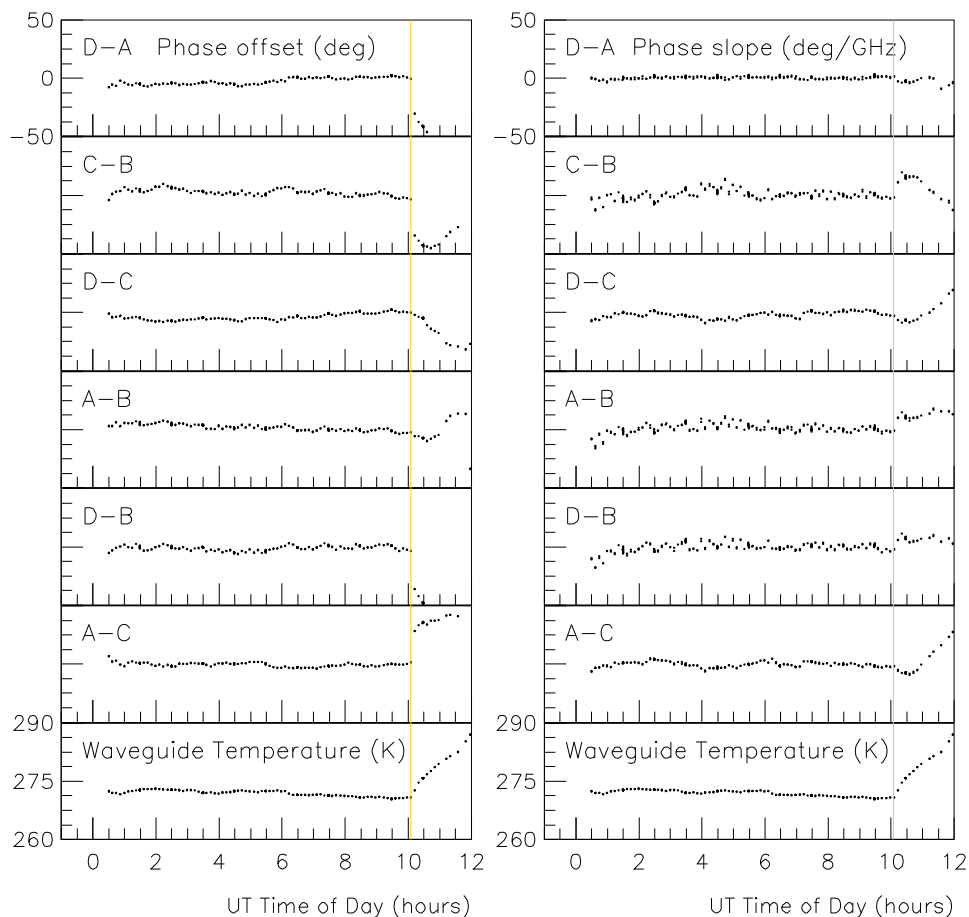 50
D−A Phase offset (deg)
0
−50
C−B
D−C
A−B
D−B
A−C
290
Waveguide Temperature (K)
275
260
0 2 4 6 8 10 12
UT Time of Day (hours)
50
D−A Phase slope (deg/GHz)
0
−50
C−B
D−C
A−B
D−B
A−C
290
Waveguide Temperature (K)
275
260
0 2 4 6 8 10 12
UT Time of Day (hours)